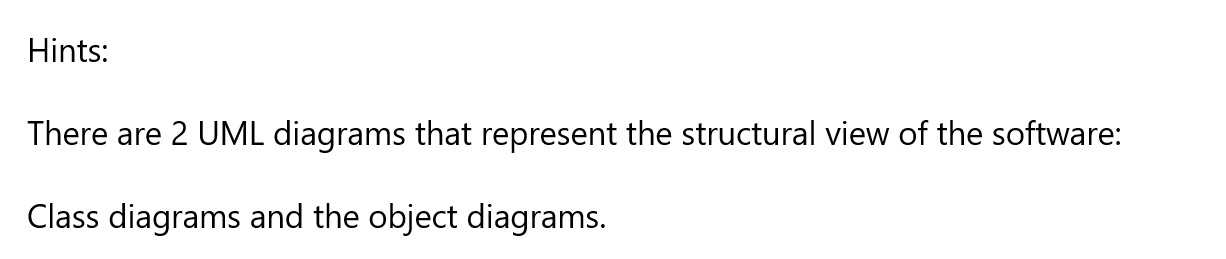 Hints:
There are 2 UML diagrams that represent the structural view of the software:
Class diagrams and the object diagrams.